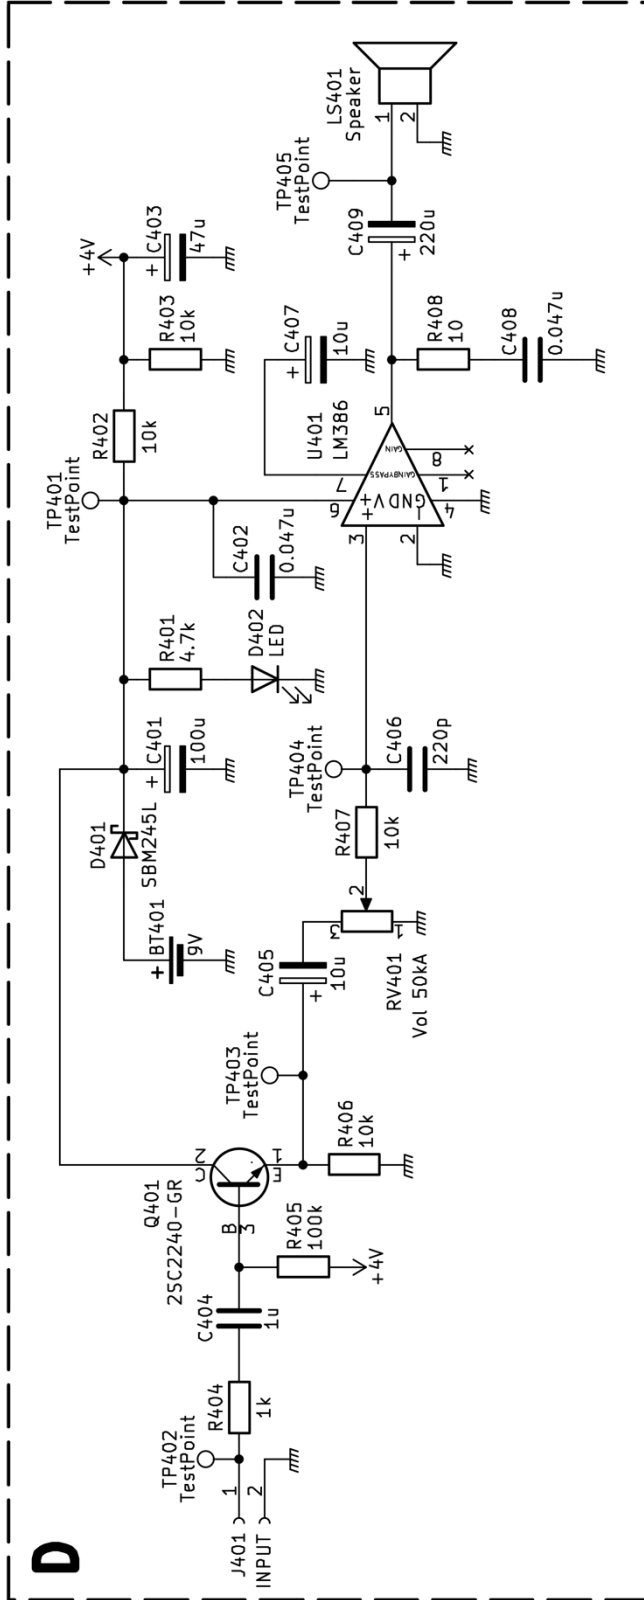 D
J401
INPUT
1
2
TP402
TestPoint
R404
1k
C404
1u
Q401
2SC2240-GR
B
3
C
2
E
1
R405
100k
+4V
R406
10k
TP403
TestPoint
C405
+
10u
RV401
Vol 50kA
3
1
2
BT401
+
9V
D401
SBM245L
C401
+
100u
R401
4.7k
D402
LED
R407
10k
TP404
TestPoint
C406
220p
C402
0.047u
TP401
TestPoint
R402
10k
R403
10k
+4V
C403
+
47u
U401
LM386
3
2
6
4
7
1
8
5
+
-
V+
GND
BYPASS
GAIN
GAIN
C407
+
10u
R408
10
C408
0.047u
C409
+
220u
TP405
TestPoint
LS401
Speaker
1
2